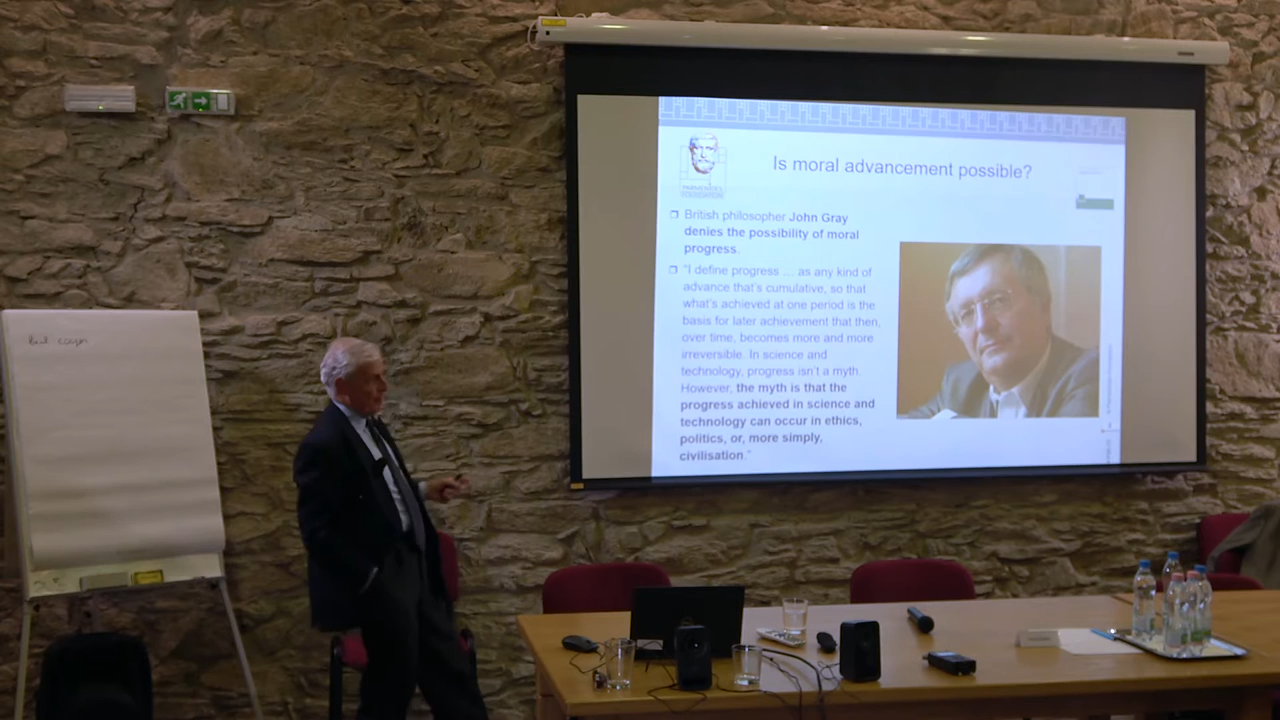 Is moral advancement possible?
PARMENIDES
FOUNDATION
❒ British philosopher John Gray
denies the possibility of moral
progress.
❒ "I define progress … as any kind of
advance that's cumulative, so that
what's achieved at one period is the
basis for later achievement that then,
over time, becomes more and more
irreversible. In science and
technology, progress isn't a myth.
However, the myth is that the
progress achieved in science and
technology can occur in ethics,
politics, or, more simply,
civilisation."